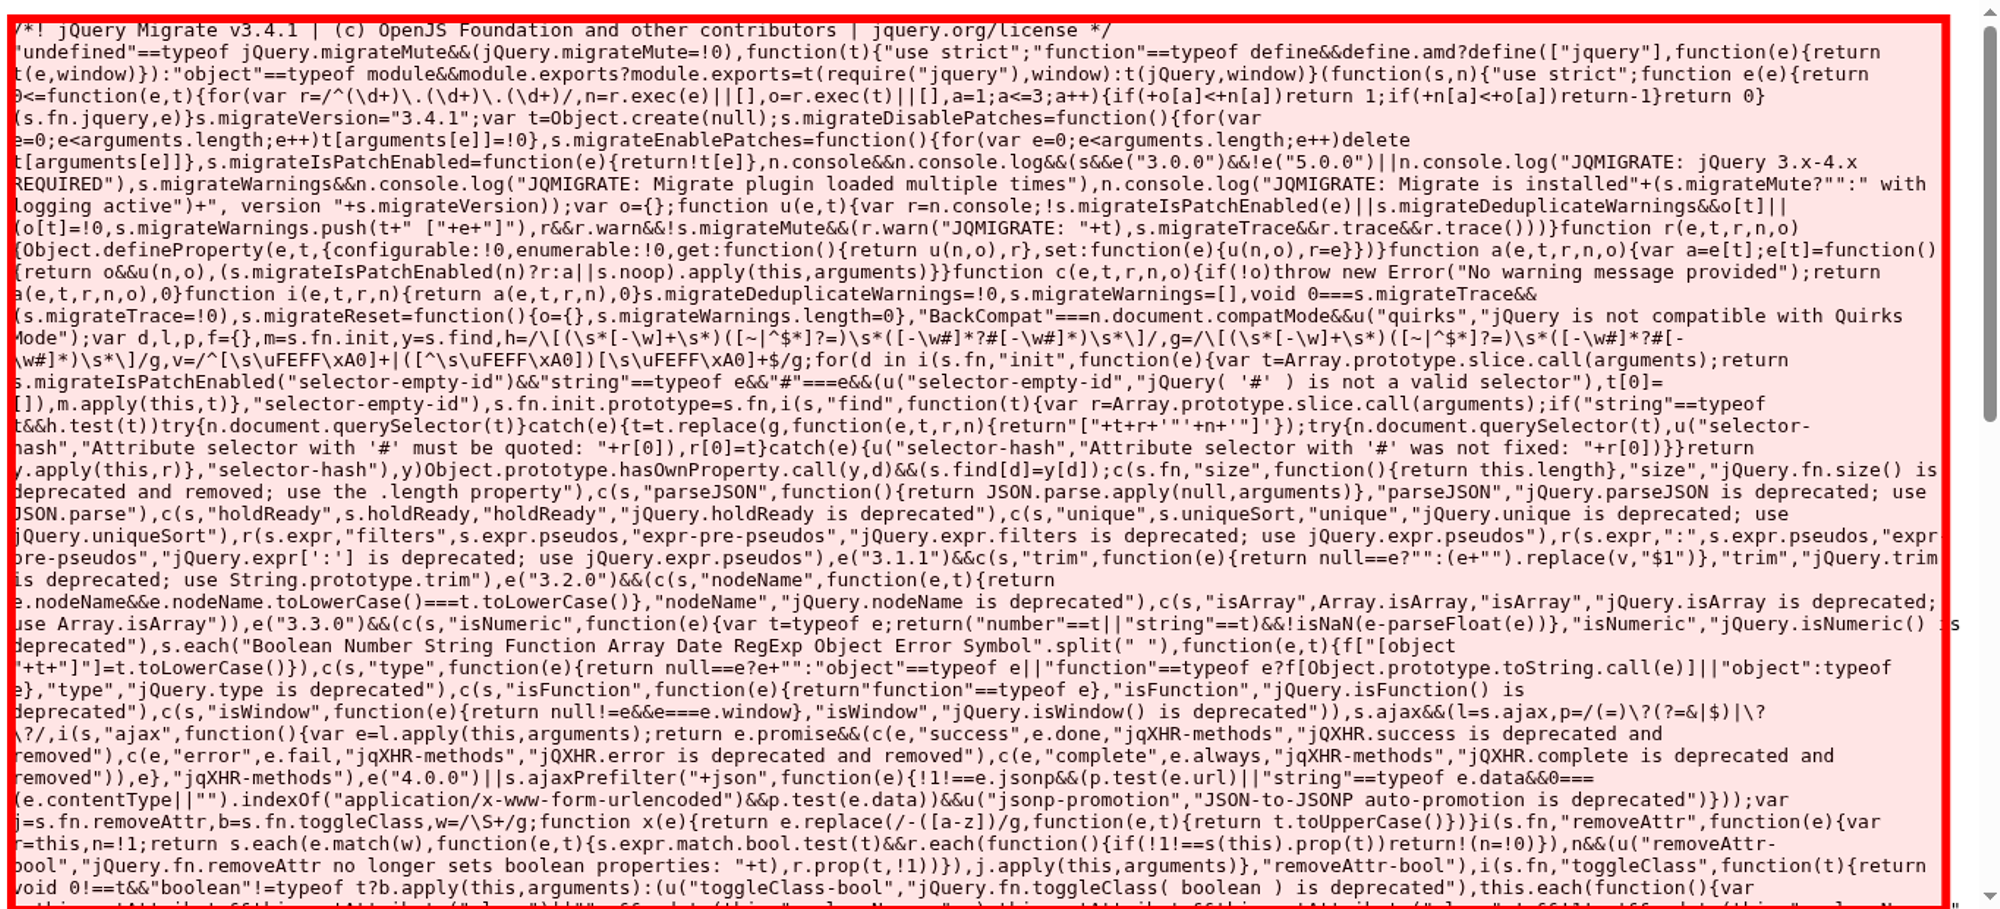 /*! jQuery Migrate v3.4.1 | (c) OpenJS Foundation and other contributors | jquery.org/license */
"undefined"==typeof jQuery.migrateMute&&(jQuery.migrateMute=!0),function(t){"use strict";"function"==typeof define&&define.amd?define(["jquery"],function(e){return
t(e,window)}):"object"==typeof module&&module.exports?module.exports=t(require("jquery"),window):t(jQuery,window)}(function(s,n){"use strict";function e(e){return
0<=function(e,t){for(var r=/^(\d+)\.(\d+)\.(\d+)/,n=r.exec(e)||[],o=r.exec(t)||[],a=1;a<=3;a++){if(+o[a]<+n[a])return 1;if(+n[a]<+o[a])return-1}return 0}
(s.fn.jquery,e)}s.migrateVersion="3.4.1";var t=Object.create(null);s.migrateDisablePatches=function(){for(var
e=0;e<arguments.length;e++)t[arguments[e]]=!0},s.migrateEnablePatches=function(){for(var e=0;e<arguments.length;e++)delete
t[arguments[e]]},s.migrateIsPatchEnabled=function(e){return!t[e]},n.console&&n.console.log&&(s&&e("3.0.0")&&!e("5.0.0")||n.console.log("JQMIGRATE: jQuery 3.x-4.x
REQUIRED"),s.migrateWarnings&&n.console.log("JQMIGRATE: Migrate plugin loaded multiple times"),n.console.log("JQMIGRATE: Migrate is installed"+(s.migrateMute?"":" with
logging active")+", version "+s.migrateVersion));var o={};function u(e,t){var r=n.console;!s.migrateIsPatchEnabled(e)||s.migrateDeduplicateWarnings&&o[t]||
(o[t]=!0,s.migrateWarnings.push(t+" ["+e+"]"),r&&r.warn&&!s.migrateMute&&(r.warn("JQMIGRATE: "+t),s.migrateTrace&&r.trace&&r.trace()))}function r(e,t,r,n,o)
{Object.defineProperty(e,t,{configurable:!0,enumerable:!0,get:function(){return u(n,o),r},set:function(e){u(n,o),r=e}})}function a(e,t,r,n,o){var a=e[t];e[t]=function()
{return o&&u(n,o),(s.migrateIsPatchEnabled(n)?r:a||s.noop).apply(this,arguments)}}function c(e,t,r,n,o){if(!o)throw new Error("No warning message provided");return
a(e,t,r,n,o),0}function i(e,t,r,n){return a(e,t,r,n),0}s.migrateDeduplicateWarnings=!0,s.migrateWarnings=[],void 0===s.migrateTrace&&
(s.migrateTrace=!0),s.migrateReset=function(){o={},s.migrateWarnings.length=0},"BackCompat"===n.document.compatMode&&u("quirks","jQuery is not compatible with Quirks
Mode");var d,l,p,f={},m=s.fn.init,y=s.find,h=/\[(\s*[-\w]+\s*)([~|^$*]?=)\s*([-\w#]*?#[-\w#]*)\s*\]/,g=/\[(\s*[-\w]+\s*)([~|^$*]?=)\s*([-\w#]*?#[-
\w#]*)\s*\]/g,v=/^[\s\uFEFF\xA0]+|([^\s\uFEFF\xA0])[\s\uFEFF\xA0]+$/g;for(d in i(s.fn,"init",function(e){var t=Array.prototype.slice.call(arguments);return
s.migrateIsPatchEnabled("selector-empty-id")&&"string"==typeof e&&"#"===e&&(u("selector-empty-id","jQuery( '#' ) is not a valid selector"),t[0]=
[]),m.apply(this,t)},"selector-empty-id"),s.fn.init.prototype=s.fn,i(s,"find",function(t){var r=Array.prototype.slice.call(arguments);if("string"==typeof
t&&h.test(t))try{n.document.querySelector(t)}catch(e){t=t.replace(g,function(e,t,r,n){return"["+t+r+'"'+n+'"]'});try{n.document.querySelector(t),u("selector-
hash","Attribute selector with '#' must be quoted: "+r[0]),r[0]=t}catch(e){u("selector-hash","Attribute selector with '#' was not fixed: "+r[0])}}return
y.apply(this,r)},"selector-hash"),y)Object.prototype.hasOwnProperty.call(y,d)&&(s.find[d]=y[d]);c(s.fn,"size",function(){return this.length},"size","jQuery.fn.size() is
deprecated and removed; use the .length property"),c(s,"parseJSON",function(){return JSON.parse.apply(null,arguments)},"parseJSON","jQuery.parseJSON is deprecated; use
JSON.parse"),c(s,"holdReady",s.holdReady,"holdReady","jQuery.holdReady is deprecated"),c(s,"unique",s.uniqueSort,"unique","jQuery.unique is deprecated; use
jQuery.uniqueSort"),r(s.expr,"filters",s.expr.pseudos,"expr-pre-pseudos","jQuery.expr.filters is deprecated; use jQuery.expr.pseudos"),r(s.expr,":",s.expr.pseudos,"expr-
pre-pseudos","jQuery.expr[':'] is deprecated; use jQuery.expr.pseudos"),e("3.1.1")&&c(s,"trim",function(e){return null==e?"":(e+"").replace(v,"$1")},"trim","jQuery.trim
is deprecated; use String.prototype.trim"),e("3.2.0")&&(c(s,"nodeName",function(e,t){return
e.nodeName&&e.nodeName.toLowerCase()===t.toLowerCase()},"nodeName","jQuery.nodeName is deprecated"),c(s,"isArray",Array.isArray,"isArray","jQuery.isArray is deprecated;
use Array.isArray")),e("3.3.0")&&(c(s,"isNumeric",function(e){var t=typeof e;return("number"==t||"string"==t)&&!isNaN(e-parseFloat(e))},"isNumeric","jQuery.isNumeric() is
deprecated"),s.each("Boolean Number String Function Array Date RegExp Object Error Symbol".split(" "),function(e,t){f["[object
"+t+"]"]=t.toLowerCase()}),c(s,"type",function(e){return null==e?e+"":"object"==typeof e||"function"==typeof e?f[Object.prototype.toString.call(e)]||"object":typeof
e},"type","jQuery.type is deprecated"),c(s,"isFunction",function(e){return"function"==typeof e},"isFunction","jQuery.isFunction() is
deprecated"),c(s,"isWindow",function(e){return null!=e&&e===e.window},"isWindow","jQuery.isWindow() is deprecated")),s.ajax&&(l=s.ajax,p=/(=)\?(?=&|$)|\?
\?/,i(s,"ajax",function(){var e=l.apply(this,arguments);return e.promise&&(c(e,"success",e.done,"jqXHR-methods","jQXHR.success is deprecated and
removed"),c(e,"error",e.fail,"jqXHR-methods","jQXHR.error is deprecated and removed"),c(e,"complete",e.always,"jqXHR-methods","jQXHR.complete is deprecated and
removed")),e},"jqXHR-methods"),e("4.0.0")||s.ajaxPrefilter("+json",function(e){!1!==e.jsonp&&(p.test(e.url)||"string"==typeof e.data&&0===
(e.contentType||"").indexOf("application/x-www-form-urlencoded")&&p.test(e.data))&&u("jsonp-promotion","JSON-to-JSONP auto-promotion is deprecated")}));var
j=s.fn.removeAttr,b=s.fn.toggleClass,w=/\S+/g;function x(e){return e.replace(/-([a-z])/g,function(e,t){return t.toUpperCase()})}i(s.fn,"removeAttr",function(e){var
r=this,n=!1;return s.each(e.match(w),function(e,t){s.expr.match.bool.test(t)&&r.each(function(){if(!1!==s(this).prop(t))return!(n=!0)}),n&&(u("removeAttr-
bool","jQuery.fn.removeAttr no longer sets boolean properties: "+t),r.prop(t,!1))}),j.apply(this,arguments)},"removeAttr-bool"),i(s.fn,"toggleClass",function(t){return
void 0!==t&&"boolean"!=typeof t?b.apply(this,arguments):(u("toggleClass-bool","jQuery.fn.toggleClass( boolean ) is deprecated"),this.each(function(){var